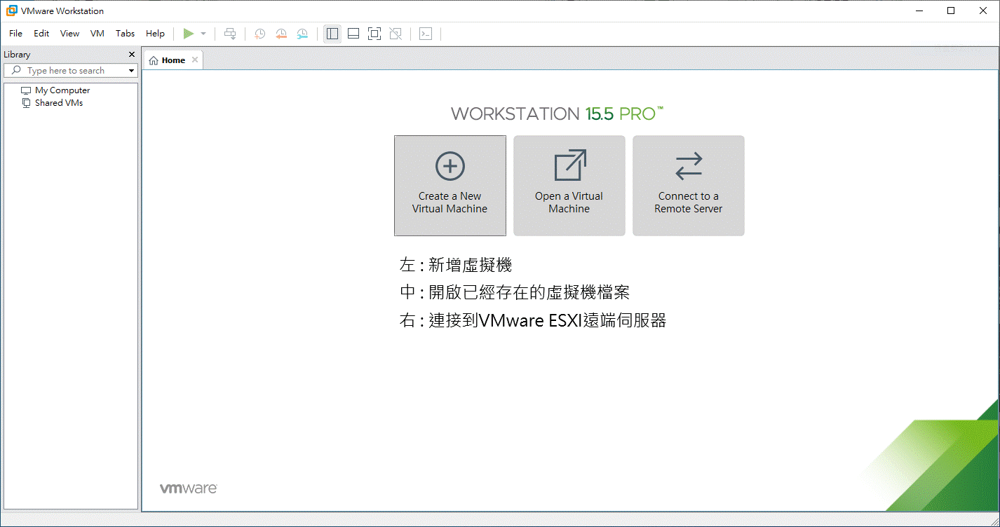 VMware Workstation
File Edit View VM Tabs Help
Library
Type here to search
My Computer
Shared VMs
Home
WORKSTATION 15.5 PRO™
Create a New
Virtual Machine
Open a Virtual
Machine
Connect to a
Remote Server
左 : 新增虛擬機
中 : 開啟已經存在的虛擬機檔案
右 : 連接到VMware ESXI遠端伺服器
vmware